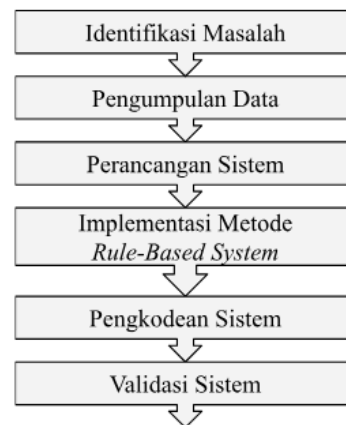 Identifikasi Masalah
Pengumpulan Data
Perancangan Sistem
Implementasi Metode
Rule-Based System
Pengkodean Sistem
Validasi Sistem